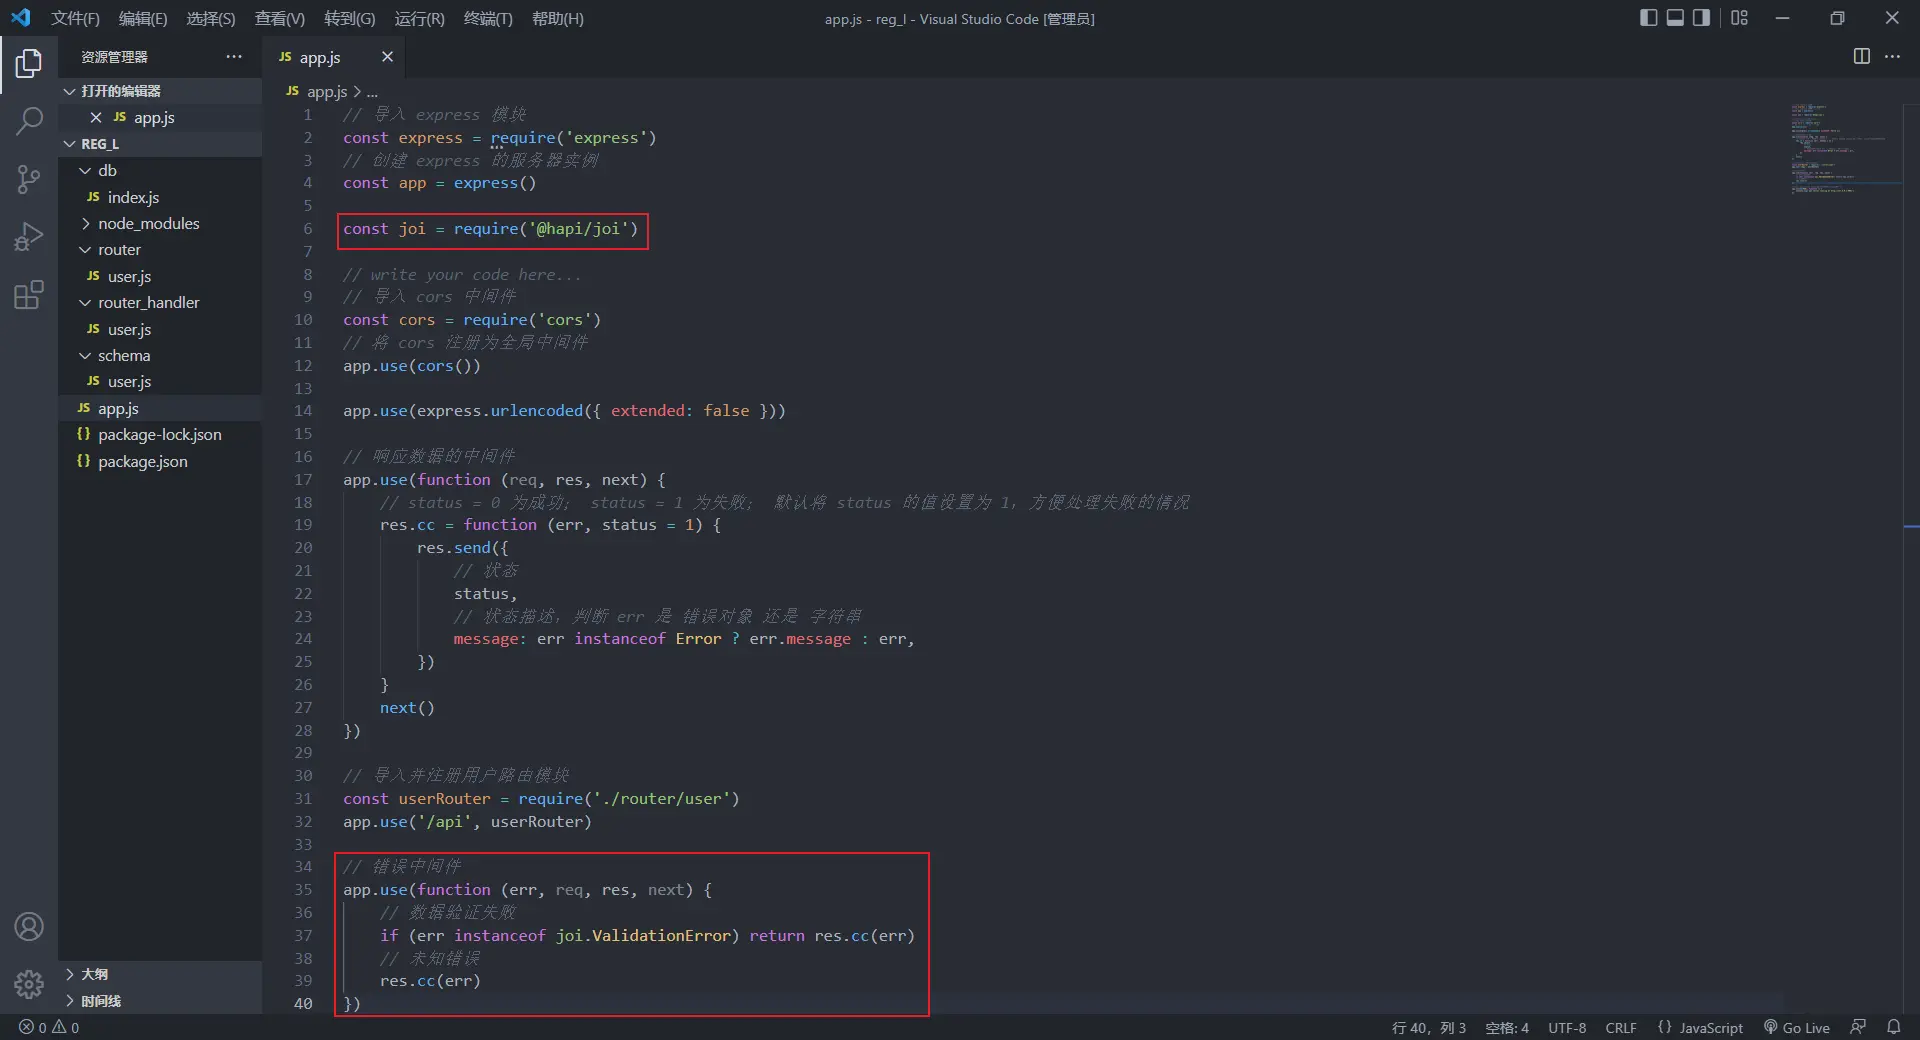 文件(F) 编辑(E) 选择(S) 查看(V) 转到(G) 运行(R) 终端(T) 帮助(H)
app.js - reg_l - Visual Studio Code [管理员]
资源管理器
JS app.js
打开的编辑器
JS app.js > ...
JS app.js
REG_L
db
JS index.js
node_modules
router
JS user.js
router_handler
JS user.js
schema
JS user.js
JS app.js
{} package-lock.json
{} package.json
大纲
时间线
1 // 导入 express 模块
2 const express = require('express')
3 // 创建 express 的服务器实例
4 const app = express()
5
6 const joi = require('@hapi/joi')
7
8 // write your code here...
9 // 导入 cors 中间件
10 const cors = require('cors')
11 // 将 cors 注册为全局中间件
12 app.use(cors())
13
14 app.use(express.urlencoded({ extended: false }))
15
16 // 响应数据的中间件
17 app.use(function (req, res, next) {
18 // status = 0 为成功； status = 1 为失败； 默认将 status 的值设置为 1，方便处理失败的情况
19 res.cc = function (err, status = 1) {
20 res.send({
21 // 状态
22 status,
23 // 状态描述，判断 err 是 错误对象 还是 字符串
24 message: err instanceof Error ? err.message : err,
25 })
26 }
27 next()
28 })
29
30 // 导入并注册用户路由模块
31 const userRouter = require('./router/user')
32 app.use('/api', userRouter)
33
34 // 错误中间件
35 app.use(function (err, req, res, next) {
36 // 数据验证失败
37 if (err instanceof joi.ValidationError) return res.cc(err)
38 // 未知错误
39 res.cc(err)
40 })
0 0
行 40，列 3 空格: 4 UTF-8 CRLF {} JavaScript Go Live